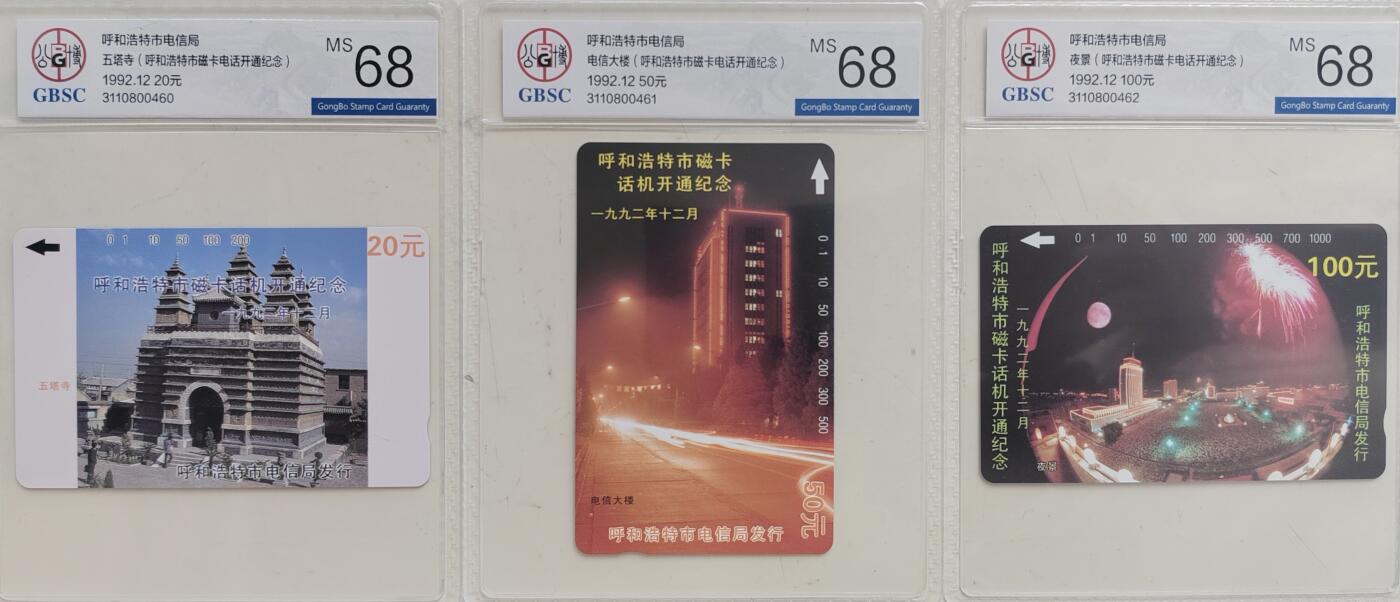 公 GB 博
GBSC
呼和浩特市电信局
五塔寺（呼和浩特市磁卡电话开通纪念）
1992.12 20元
3110800460
MS 68
GongBo Stamp Card Guaranty
0 1 10 50 100 200
20元
呼和浩特市磁卡话机开通纪念
一九九二年十二月
五塔寺
呼和浩特市电信局发行
公 GB 博
GBSC
呼和浩特市电信局
电信大楼（呼和浩特市磁卡电话开通纪念）
1992.12 50元
3110800461
MS 68
GongBo Stamp Card Guaranty
呼和浩特市磁卡
话机开通纪念
一九九二年十二月
0 1 10 50 100 200 300 500
电信大楼
50元
呼和浩特市电信局发行
公 GB 博
GBSC
呼和浩特市电信局
夜景（呼和浩特市磁卡电话开通纪念）
1992.12 100元
3110800462
MS 68
GongBo Stamp Card Guaranty
0 1 10 50 100 200 300 500 700 1000
100元
呼和浩特市磁卡话机开通纪念
一九九二年十二月
夜景
呼和浩特市电信局发行